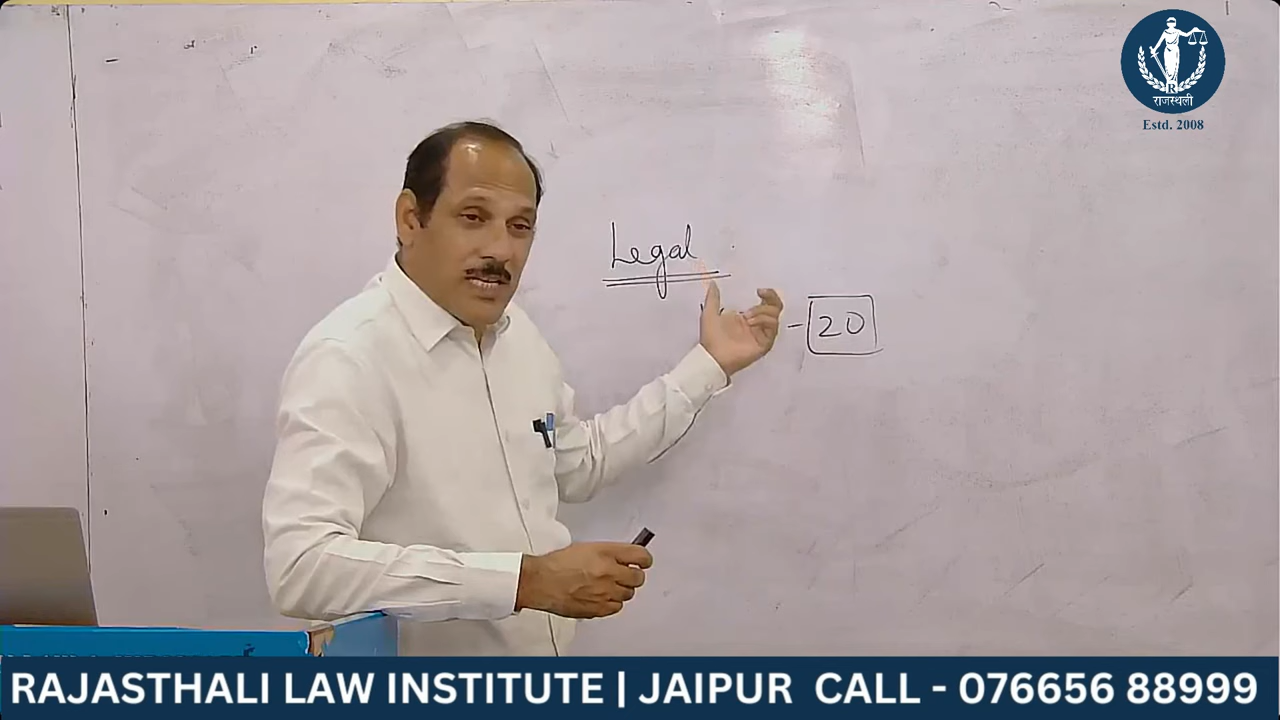 राजस्थली
Estd. 2008
Legal
- 20
RAJASTHALI LAW INSTITUTE | JAIPUR CALL - 076656 88999